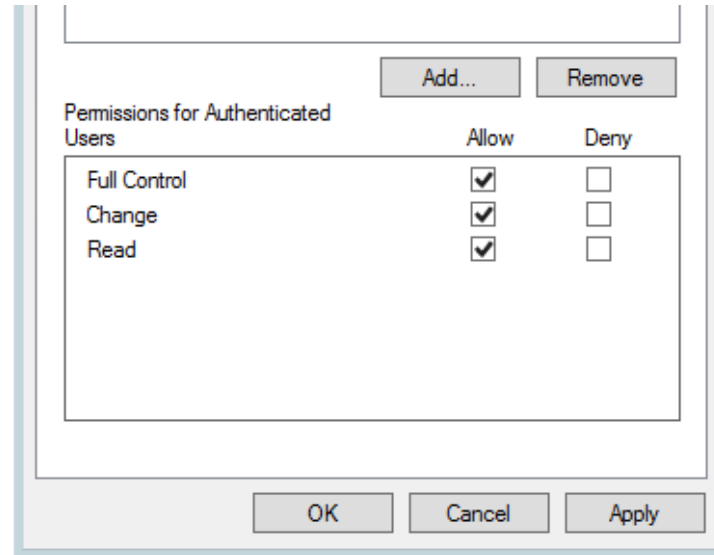 Add... Remove
Permissions for Authenticated
Users Allow Deny
Full Control
Change
Read
OK Cancel Apply